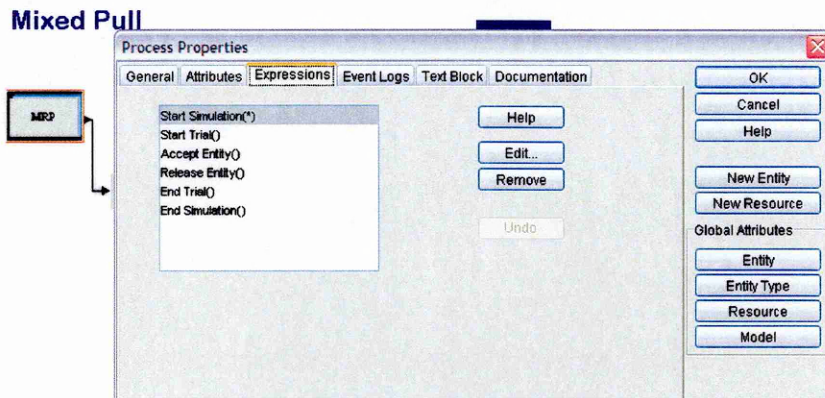 Mixed Pull
Process Properties
General Attributes Expressions Event Logs Text Block Documentation
MRP
Start Simulation(*)
Start Trial()
Accept Entity()
Release Entity()
End Trial()
End Simulation()
Help
Edit...
Remove
Undo
OK
Cancel
Help
New Entity
New Resource
Global Attributes
Entity
Entity Type
Resource
Model